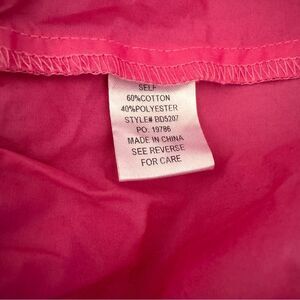 SELF
60%COTTON
40%POLYESTER
STYLE# BD5207
PO: 19786
MADE IN CHINA
SEE REVERSE
FOR CARE